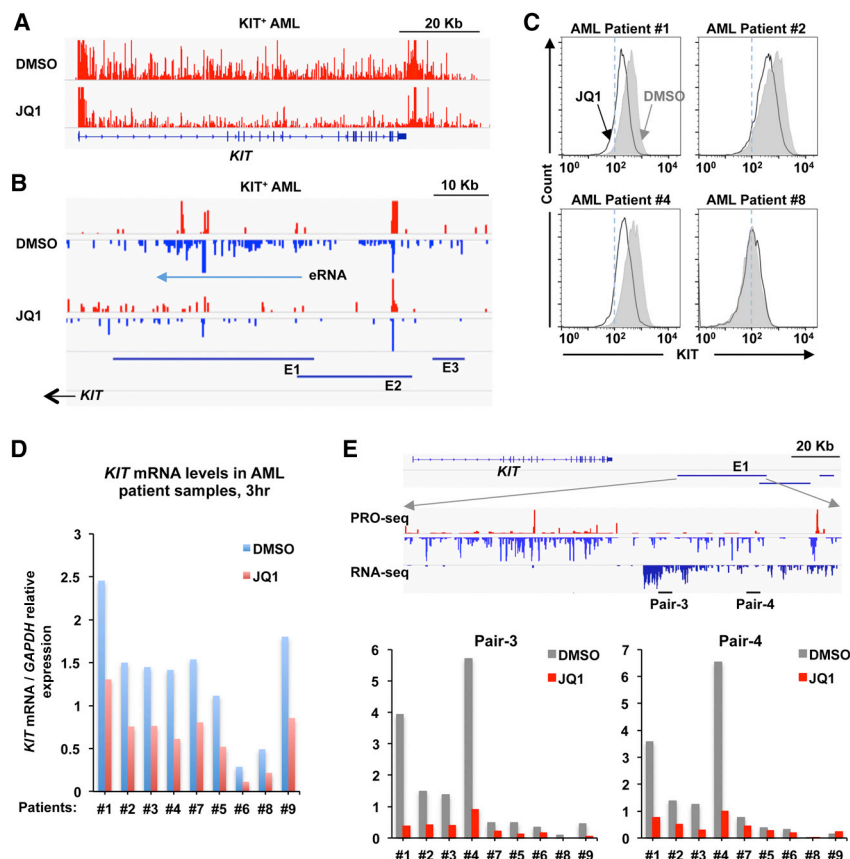 A
KIT+ AML
20 Kb
DMSO
JQ1
KIT
B
KIT+ AML
10 Kb
DMSO
eRNA
JQ1
E1
E2
E3
KIT
C
AML Patient #1
AML Patient #2
JQ1
DMSO
10⁰ 10² 10⁴
10⁰ 10² 10⁴
Count
AML Patient #4
AML Patient #8
10⁰ 10² 10⁴
10⁰ 10² 10⁴
KIT
D
KIT mRNA levels in AML
patient samples, 3hr
3
2.5
2
1.5
1
0.5
0
DMSO
JQ1
KIT mRNA / GAPDH relative
expression
Patients: #1 #2 #3 #4 #7 #5 #6 #8 #9
E
20 Kb
KIT
E1
PRO-seq
RNA-seq
Pair-3
Pair-4
Pair-3
DMSO
JQ1
6
5
4
3
2
1
0
#1 #2 #3 #4 #7 #5 #6 #8 #9
Pair-4
DMSO
JQ1
7
6
5
4
3
2
1
0
#1 #2 #3 #4 #7 #5 #6 #8 #9